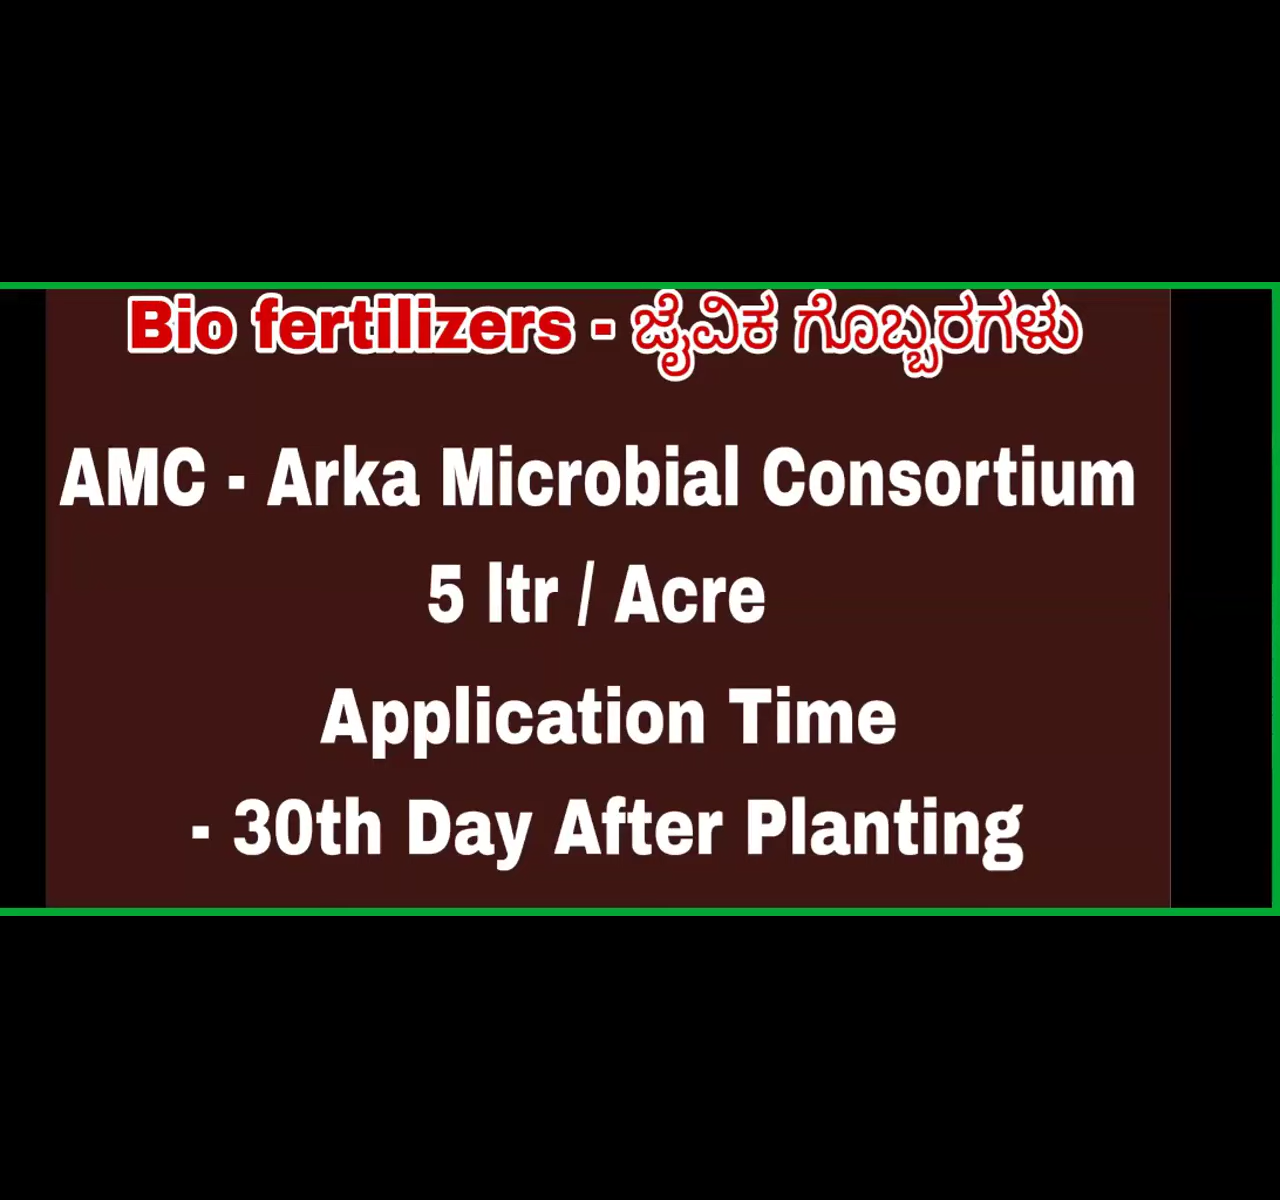 Bio fertilizers - ಜೈವಿಕ ಗೊಬ್ಬರಗಳು
AMC - Arka Microbial Consortium
5 ltr / Acre
Application Time
- 30th Day After Planting